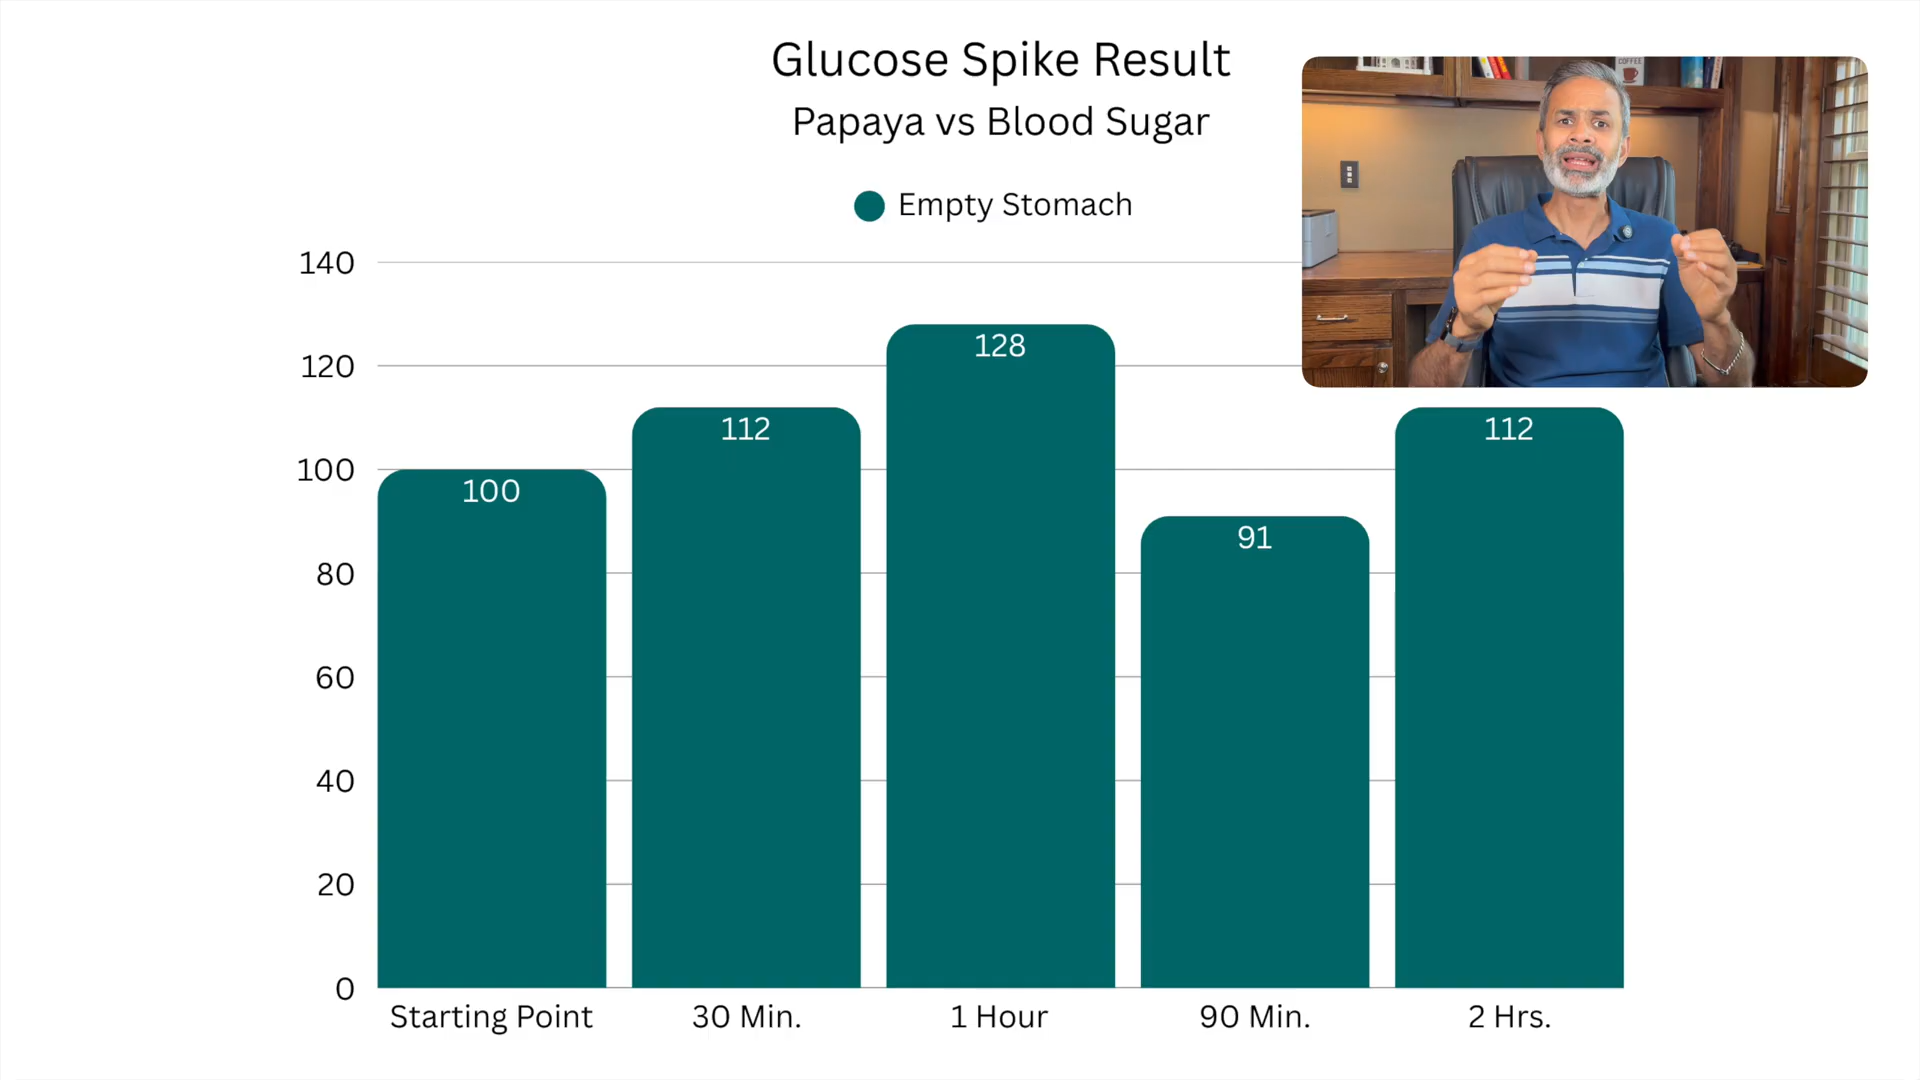 Glucose Spike Result
Papaya vs Blood Sugar
Empty Stomach
COFFEE
140
120
100
80
60
40
20
0
100
112
128
91
112
Starting Point
30 Min.
1 Hour
90 Min.
2 Hrs.